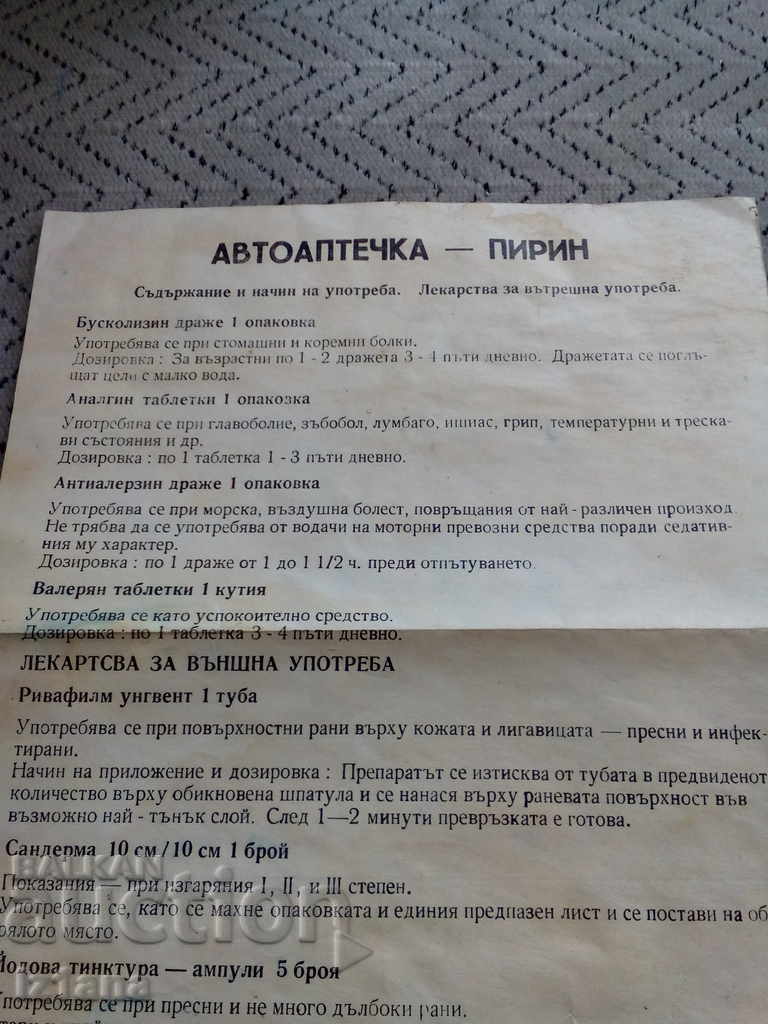 АВТОАПТЕЧКА — ПИРИН
Съдържание и начин на употреба. Лекарства за вътрешна употреба.
Бусколизин драже 1 опаковка
Употребява се при стомашни и коремни болки.
Дозировка : За възрастни по 1 - 2 дражета 3 - 4 пъти дневно. Дражетата се поглъ-
щат цели с малко вода.
Аналгин таблетки 1 опаковка
Употребява се при главоболие, зъбобол, лумбаго, ишиас, грип, температурни и треска-
ви състояния и др.
Дозировка : по 1 таблетка 1 - 3 пъти дневно.
Антиалерзин драже 1 опаковка
Употребява се при морска, въздушна болест, повръщания от най - различен произход.
Не трябва да се употребява от водачи на моторни превозни средства поради седатив-
ния му характер.
Дозировка : по 1 драже от 1 до 1 1/2 ч. преди отпътуването.
Валерян таблетки 1 кутия
Употребява се като успокоително средство.
Дозировка : по 1 таблетка 3 - 4 пъти дневно.
ЛЕКАРТСВА ЗА ВЪНШНА УПОТРЕБА
Ривафилм унгвент 1 туба
Употребява се при повърхностни рани върху кожата и лигавицата — пресни и инфек-
тирани.
Начин на приложение и дозировка : Препаратът се изтисква от тубата в предвиденот
количество върху обикновена шпатула и се нанася върху раневата повърхност във
възможно най - тънък слой. След 1—2 минути превръзката е готова.
Сандерма 10 см/10 см 1 брой
Показания — при изгаряния I, II, и III степен.
Употребява се, като се махне опаковката и единия предпазен лист и се постави на об
рялото място.
Йодова тинктура — ампули 5 броя
Употребява се при пресни и не много дълбоки рани.
БАЛКАН
auction
iz1ana